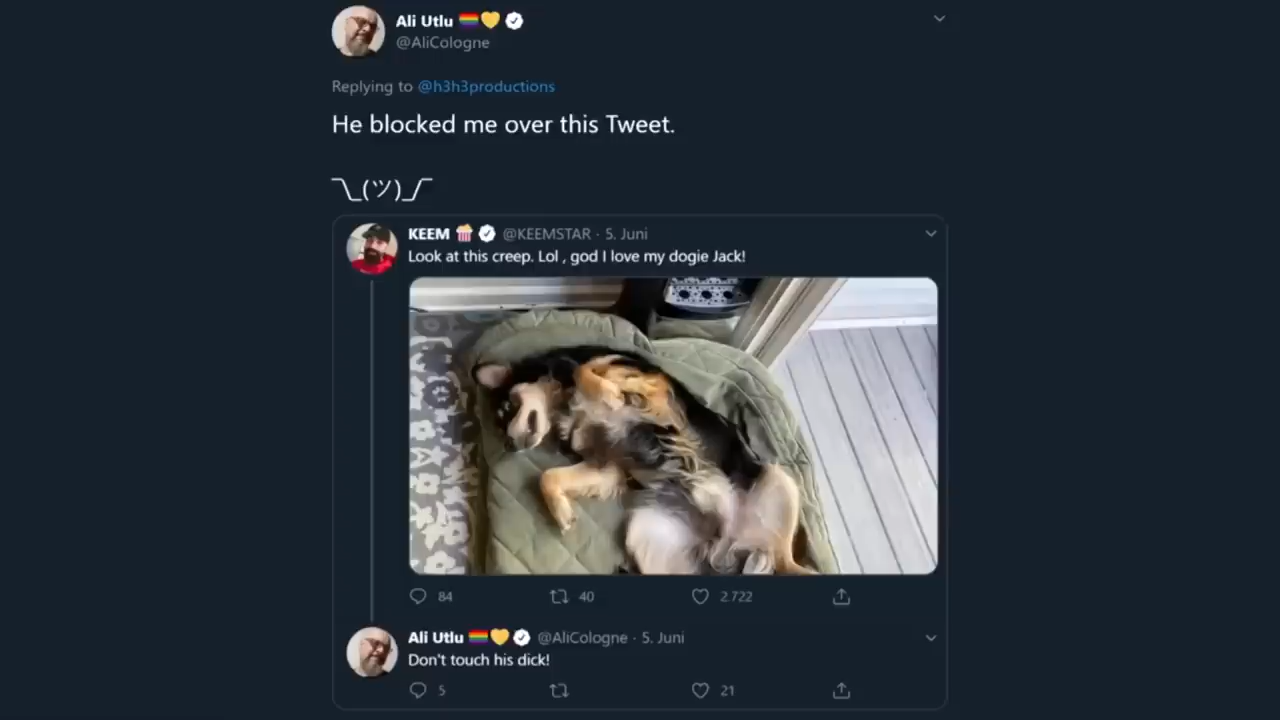 Ali Utlu 🏳️‍🌈💛
@AliCologne
Replying to @h3h3productions
He blocked me over this Tweet.
¯\_(ツ)_/¯
KEEM 🍿 @KEEMSTAR · 5. Juni
Look at this creep. Lol , god I love my dogie Jack!
84 40 2.722
Ali Utlu 🏳️‍🌈💛 @AliCologne · 5. Juni
Don't touch his dick!
5 21